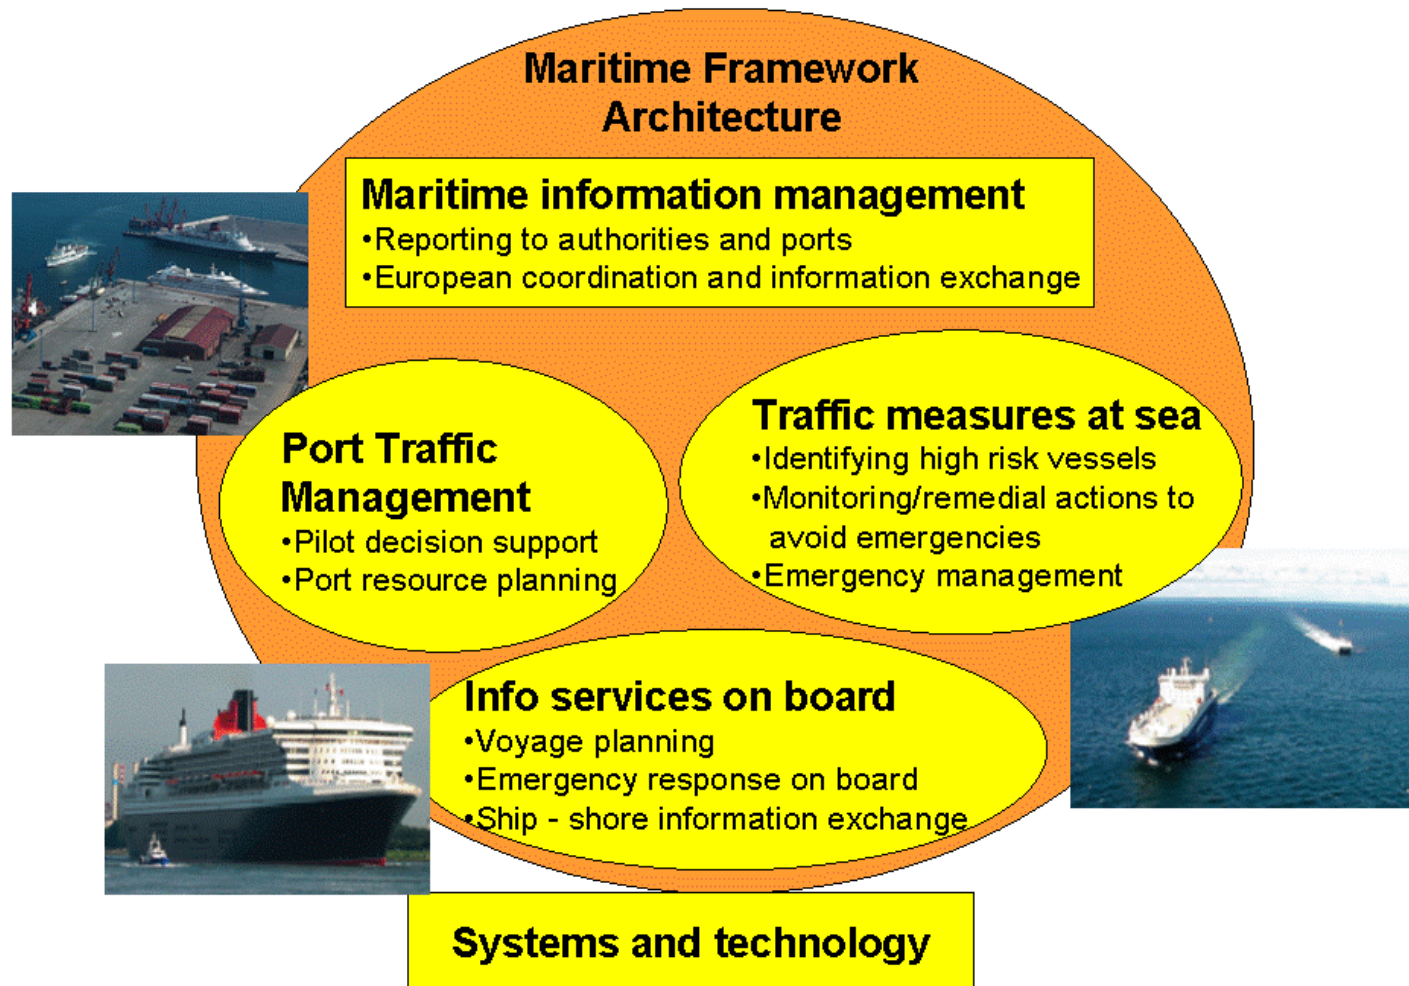 Maritime Framework
Architecture
Maritime information management
•Reporting to authorities and ports
•European coordination and information exchange
Port Traffic
Management
•Pilot decision support
•Port resource planning
Traffic measures at sea
•Identifying high risk vessels
•Monitoring/remedial actions to
avoid emergencies
•Emergency management
Info services on board
•Voyage planning
•Emergency response on board
•Ship - shore information exchange
Systems and technology